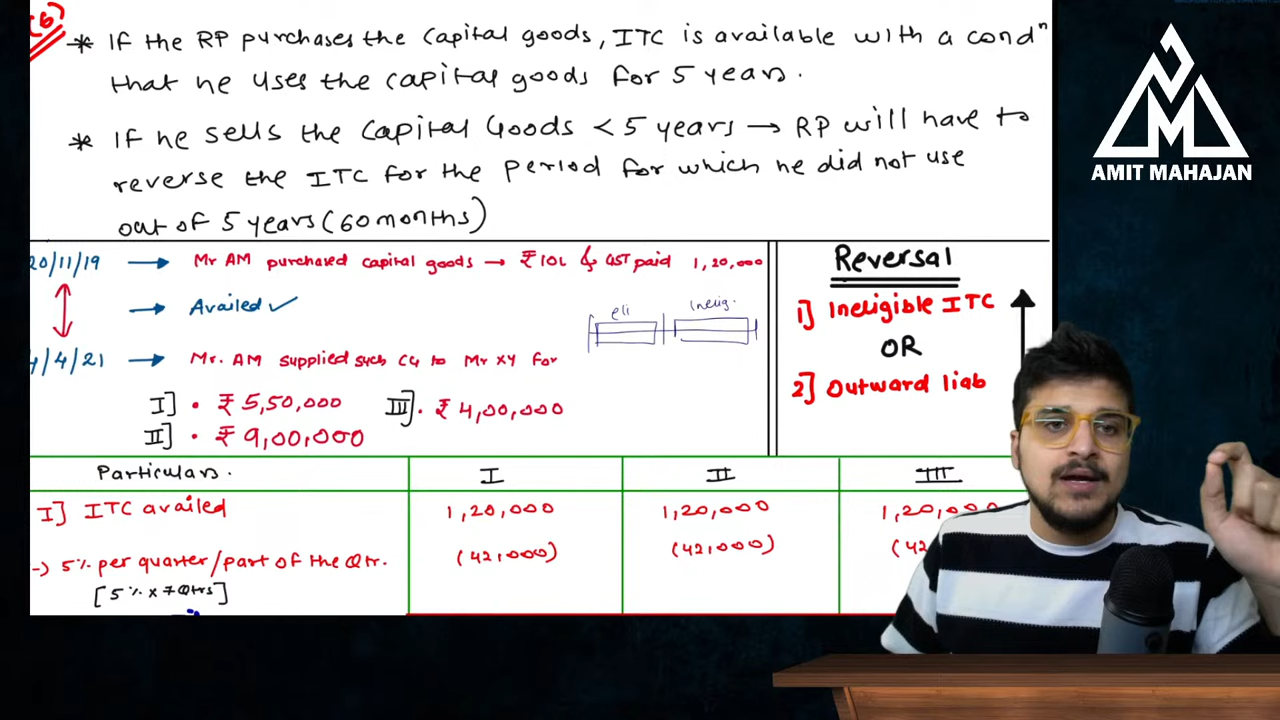 (6)
* If the RP purchases the Capital goods, ITC is available with a condⁿ
that he uses the capital goods for 5 years.
* If he sells the Capital Goods < 5 years → RP will have to
reverse the ITC for the period for which he did not use
out of 5 years (60 months)
20/11/19 → Mr AM purchased capital goods → ₹ 10L & GST paid 1,20,000
→ Availed ✓
eli Inelig.
/4/21 → Mr. AM supplied such CG to Mr XY for
I] • ₹ 5,50,000 III] • ₹ 4,00,000
II] • ₹ 9,00,000
Reversal
1] Ineligible ITC
OR
2] Outward liab
Particulars. I II III
I] ITC availed 1,20,000 1,20,000 1,20,000
→ 5% per quarter/part of the Qtr. (42,000) (42,000) (42
[5% x 7 Qtrs]
AMIT MAHAJAN